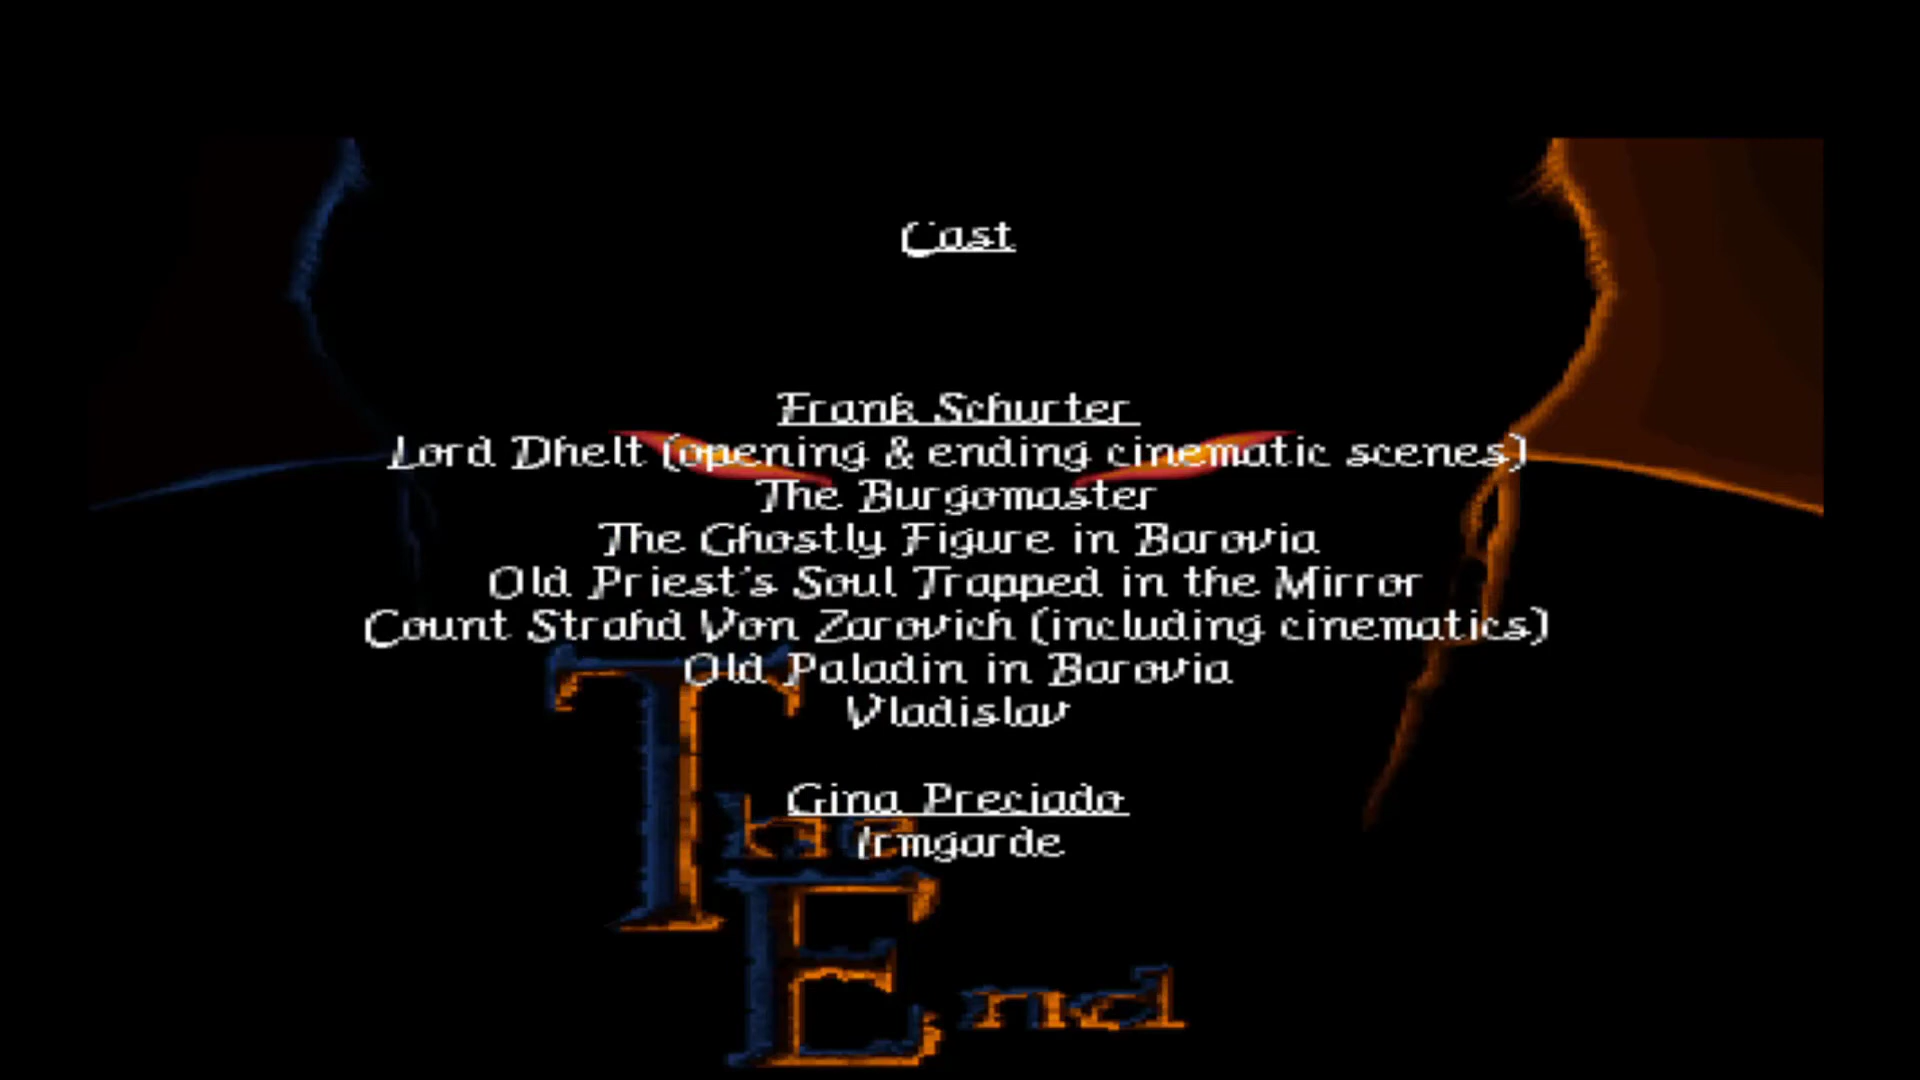 Cast
Frank Schurter
Lord Dhelt (opening & ending cinematic scenes)
The Burgomaster
The Ghostly Figure in Barovia
Old Priest's Soul Trapped in the Mirror
Count Strahd Von Zarovich (including cinematics)
Old Paladin in Barovia
Vladislav
Gina Preciado
Irmgarde
The
End